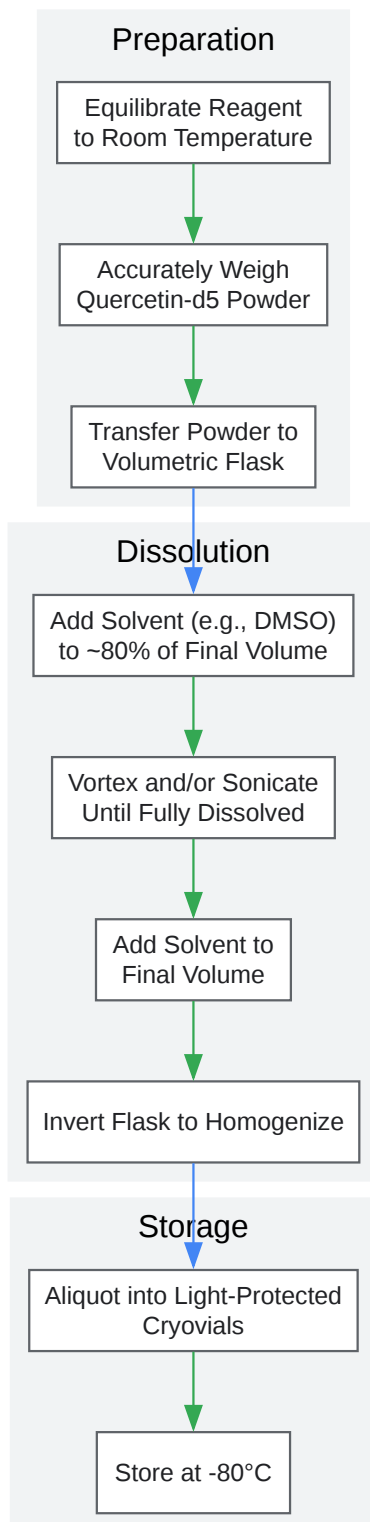 Preparation
Equilibrate Reagent
to Room Temperature
Accurately Weigh
Quercetin-d5 Powder
Transfer Powder to
Volumetric Flask
Dissolution
Add Solvent (e.g., DMSO)
to ~80% of Final Volume
Vortex and/or Sonicate
Until Fully Dissolved
Add Solvent to
Final Volume
Invert Flask to Homogenize
Storage
Aliquot into Light-Protected
Cryovials
Store at -80°C